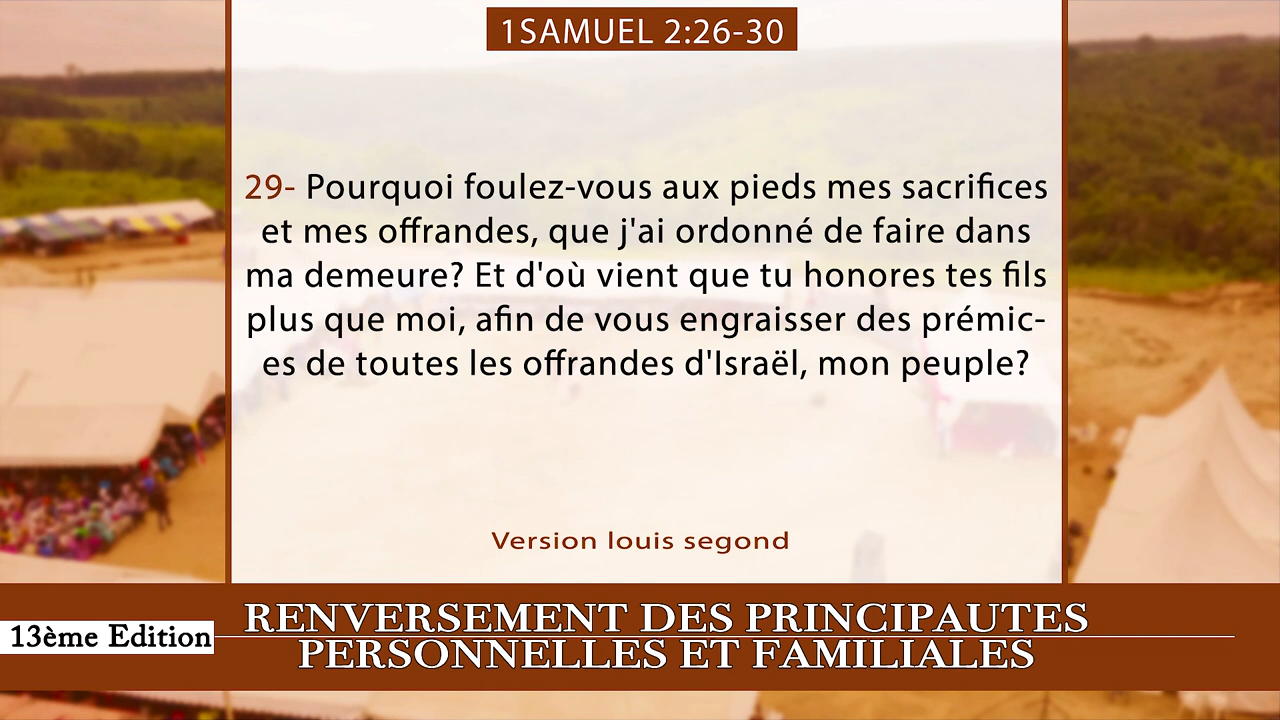 1SAMUEL 2:26-30
29- Pourquoi foulez-vous aux pieds mes sacrifices
et mes offrandes, que j'ai ordonné de faire dans
ma demeure? Et d'où vient que tu honores tes fils
plus que moi, afin de vous engraisser des prémic-
es de toutes les offrandes d'Israël, mon peuple?
Version louis segond
13ème Edition
RENVERSEMENT DES PRINCIPAUTES
PERSONNELLES ET FAMILIALES